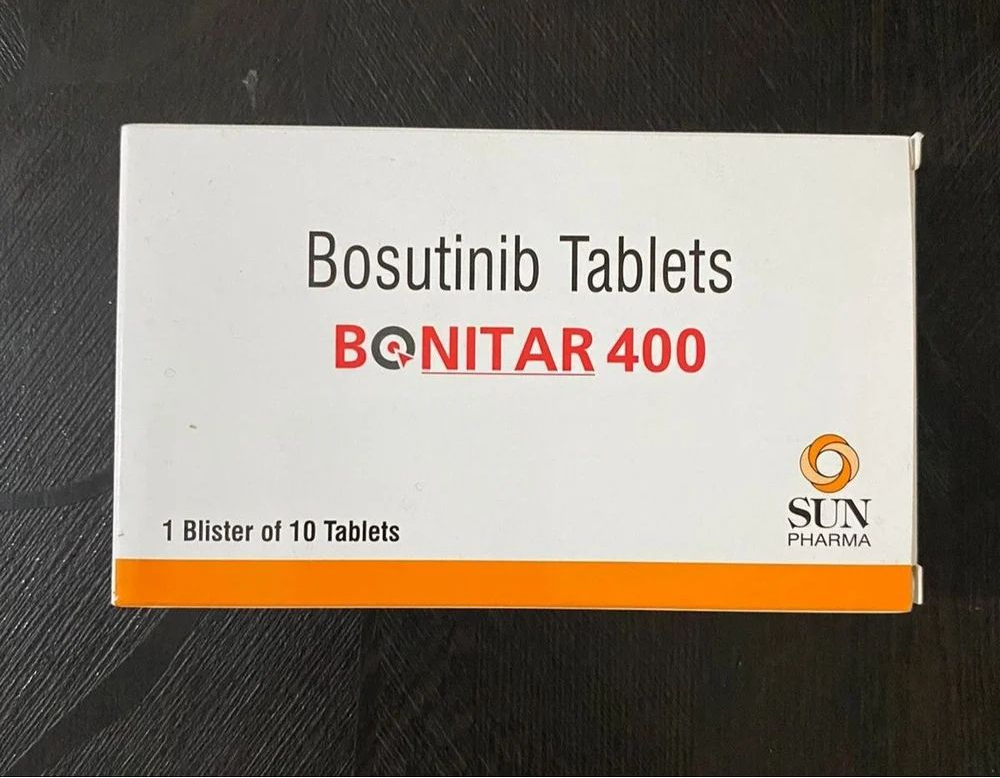 Bosutinib Tablets
BONITAR 400
1 Blister of 10 Tablets
SUN
PHARMA